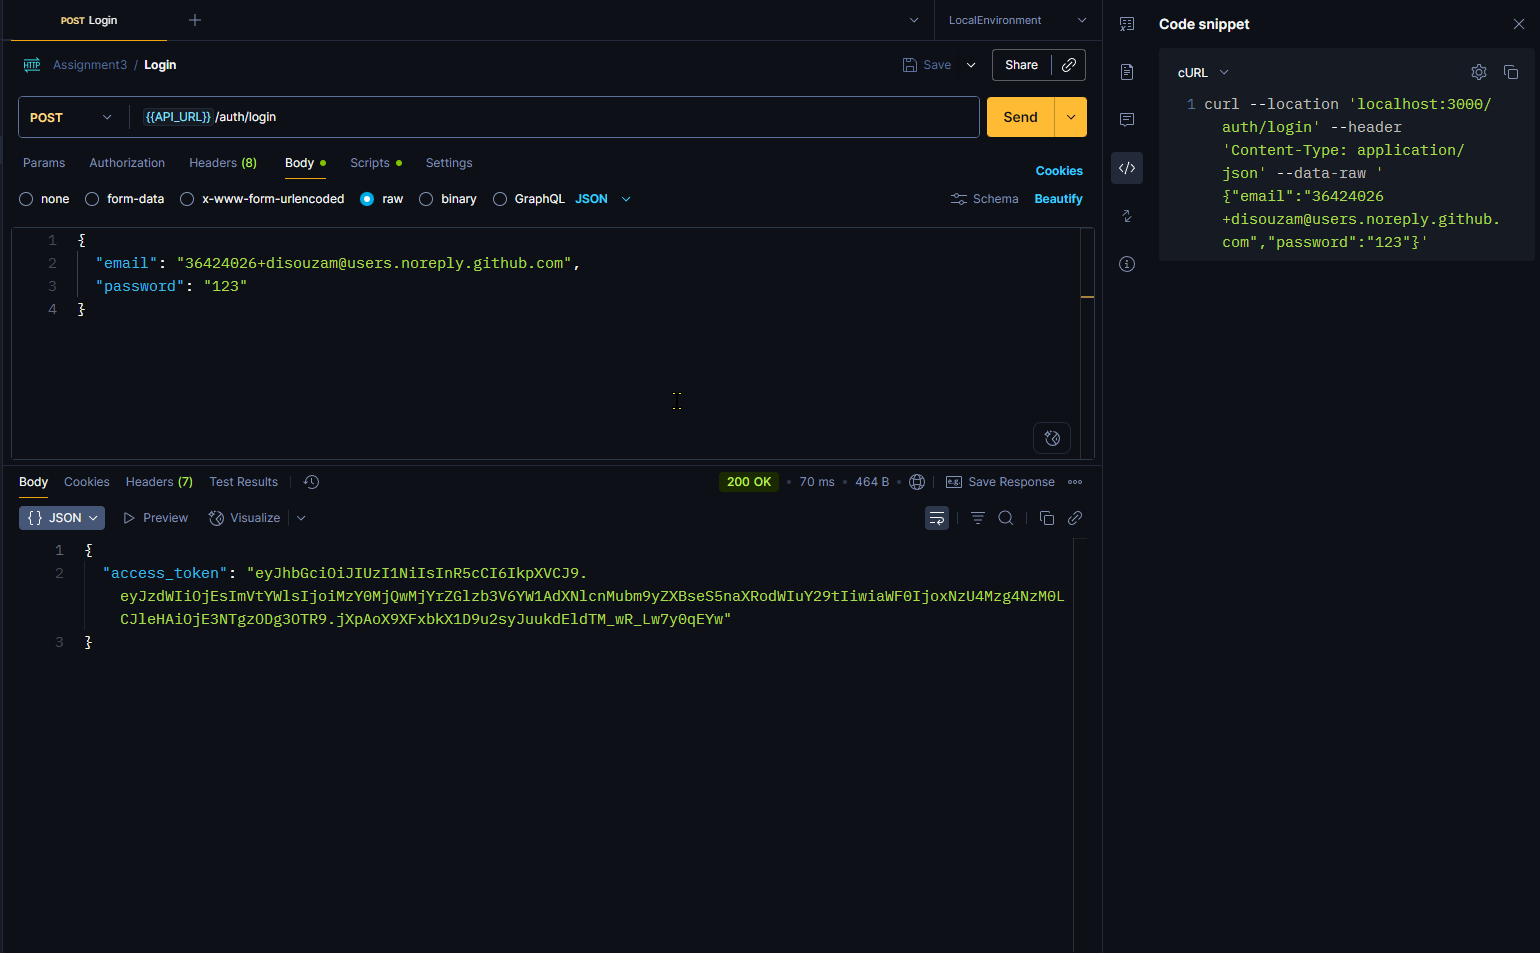 POST Login
LocalEnvironment
Code snippet
HTTP Assignment3 / Login
Save
Share
cURL
POST
{{API_URL}} /auth/login
Send
1 curl --location 'localhost:3000/
auth/login' --header
'Content-Type: application/
json' --data-raw '
{"email":"36424026
+disouzam@users.noreply.github.
com","password":"123"}'
Params Authorization Headers (8) Body Scripts Settings
Cookies
none form-data x-www-form-urlencoded raw binary GraphQL JSON
Schema Beautify
1 {
2 "email": "36424026+disouzam@users.noreply.github.com",
3 "password": "123"
4 }
Body Cookies Headers (7) Test Results
200 OK • 70 ms • 464 B • e.g. Save Response
{} JSON Preview Visualize
1 {
2 "access_token": "eyJhbGciOiJIUzI1NiIsInR5cCI6IkpXVCJ9.
eyJzdWIiOjEsImVtYWlsIjoiMzY0MjQwMjYrZGlzb3V6YW1AdXNlcnMubm9yZXBseS5naXRodWIuY29tIiwiaWF0IjoxNzU4Mzg4NzM0L
CJleHAiOjE3NTgzODg3OTR9.jXpAoX9XFxbkX1D9u2syJuukdEldTM_wR_Lw7y0qEYw"
3 }